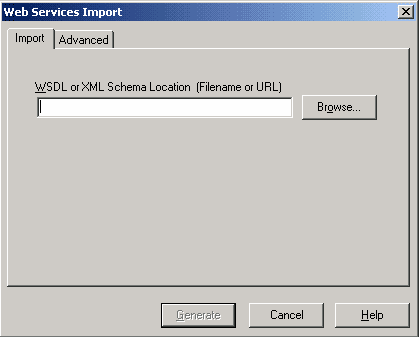 Web Services Import
Import Advanced
WSDL or XML Schema Location (Filename or URL)
Browse...
Generate Cancel Help